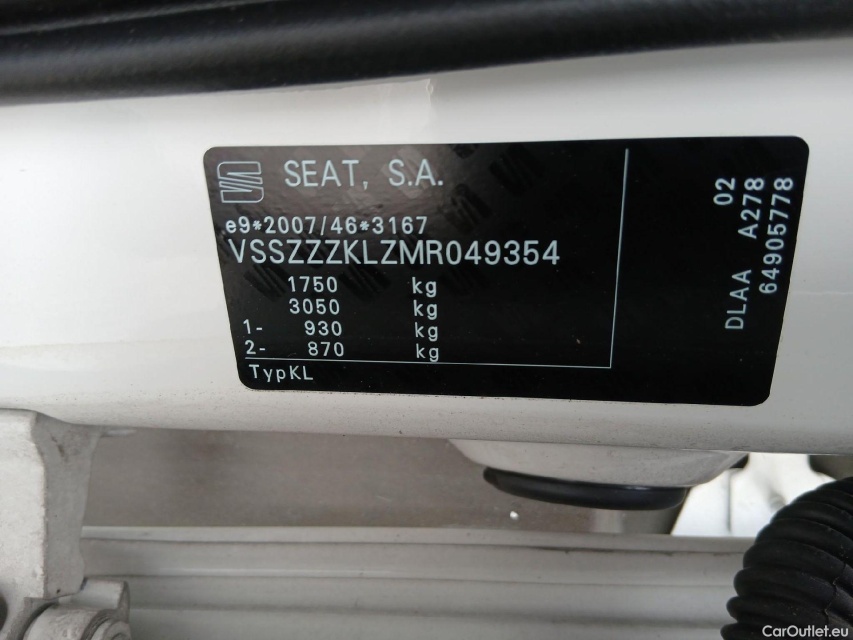 SEAT, S.A.
e9*2007/46*3167
VSSZZZKLZMR049354
1750 kg
3050 kg
1- 930 kg
2- 870 kg
TypKL
02
DLAA A278
64905778
CarOutlet.eu